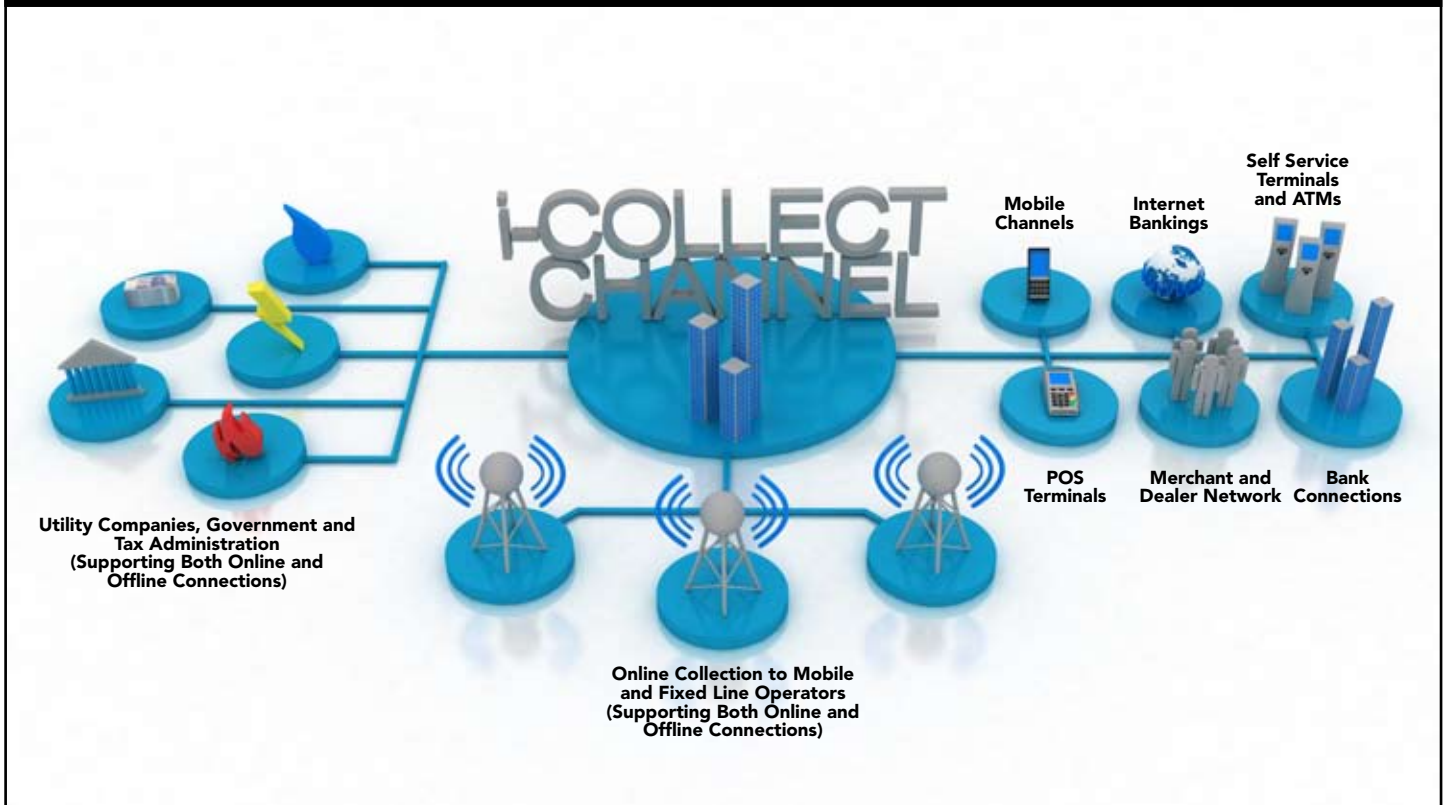 i-COLLECT
CHANNEL
Mobile
Channels
Internet
Bankings
Self Service
Terminals
and ATMs
POS
Terminals
Merchant and
Dealer Network
Bank
Connections
Utility Companies, Government and
Tax Administration
(Supporting Both Online and
Offline Connections)
Online Collection to Mobile
and Fixed Line Operators
(Supporting Both Online and
Offline Connections)